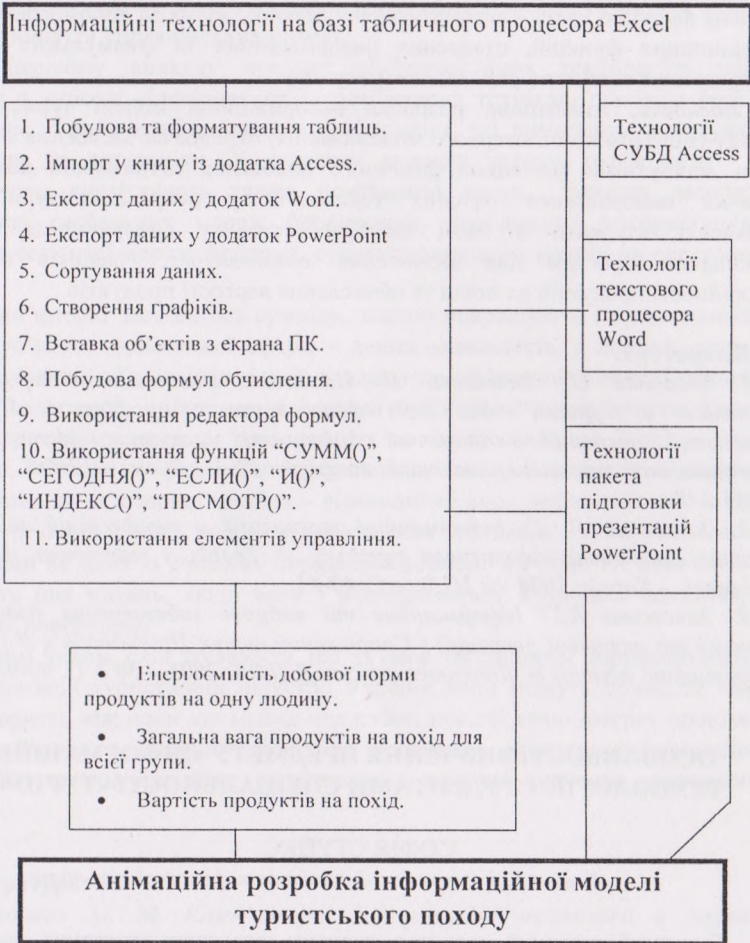 Інформаційні технології на базі табличного процесора Excel
1. Побудова та форматування таблиць.
2. Імпорт у книгу із додатка Access.
3. Експорт даних у додаток Word.
4. Експорт даних у додаток PowerPoint
5. Сортування даних.
6. Створення графіків.
7. Вставка об’єктів з екрана ПК.
8. Побудова формул обчислення.
9. Використання редактора формул.
10. Використання функцій “СУММ()”,
“СЕГОДНЯ()”, “ЕСЛИ()”, “И()”,
“ИНДЕКС()”, “ПРСМОТР()”.
11. Використання елементів управління.
Технології
СУБД Access
Технології
текстового
процесора
Word
Технології
пакета
підготовки
презентацій
PowerPoint
• Енергоємність добової норми
продуктів на одну людину.
• Загальна вага продуктів на похід для
всієї групи.
• Вартість продуктів на похід.
Анімаційна розробка інформаційної моделі
туристського походу